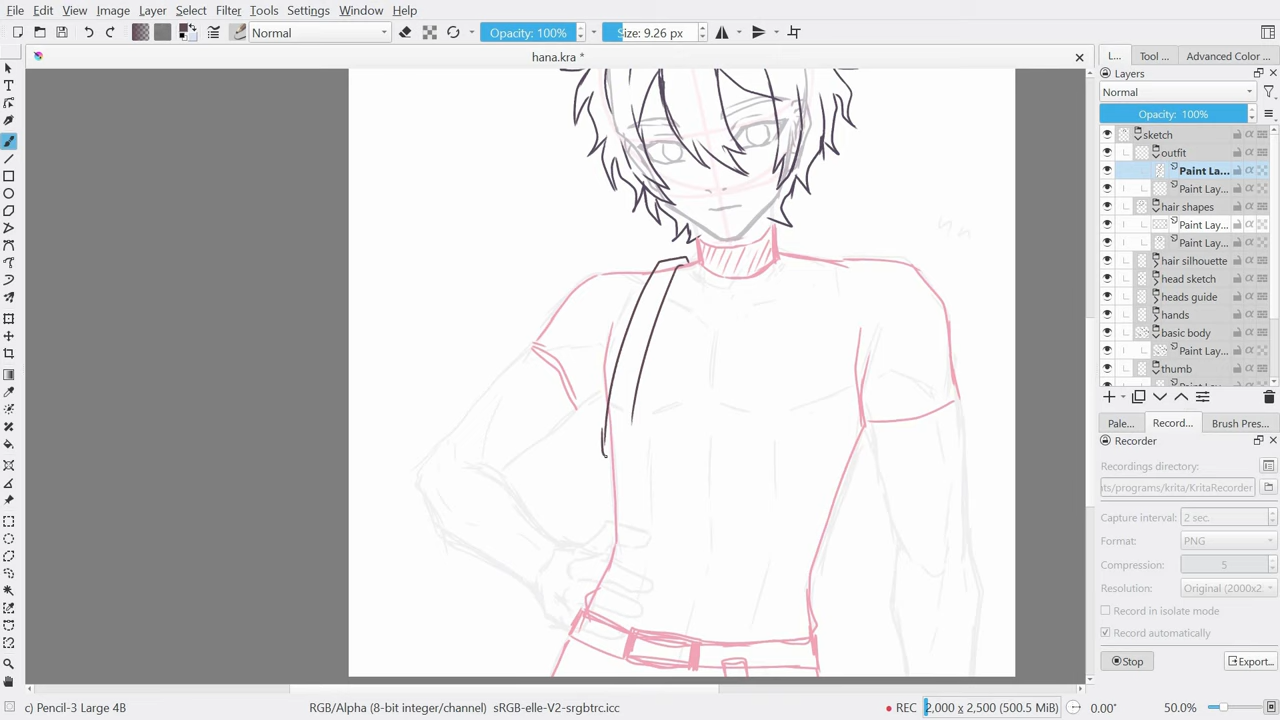 File Edit View Image Layer Select Filter Tools Settings Window Help
Normal Opacity: 100% Size: 9.26 px
hana.kra *
L... Tool ... Advanced Color ...
Layers
Normal
Opacity: 100%
sketch
outfit
Paint La...
Paint Lay...
hair shapes
Paint Lay...
Paint Lay...
hair silhouette
head sketch
heads guide
hands
basic body
Paint Lay...
thumb
Pale... Record... Brush Pres...
Recorder
Recordings directory:
ts/programs/krita/KritaRecorder
Capture interval: 2 sec.
Format: PNG
Compression: 5
Resolution: Original (2000x2
Record in isolate mode
Record automatically
Stop Export...
c) Pencil-3 Large 4B RGB/Alpha (8-bit integer/channel) sRGB-elle-V2-srgbtrc.icc REC 2,000 x 2,500 (500.5 MiB) 0.00° 50.0%